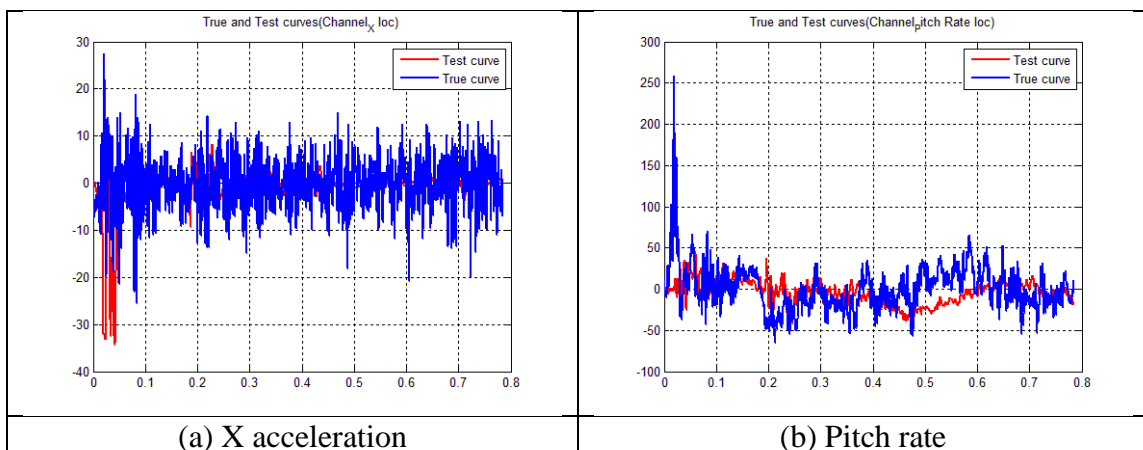 True and Test curves(Channel_X loc)
Test curve
True curve
30
20
10
0
-10
-20
-30
-40
0 0.1 0.2 0.3 0.4 0.5 0.6 0.7 0.8
(a) X acceleration
True and Test curves(Channel_pitch Rate loc)
Test curve
True curve
300
250
200
150
100
50
0
-50
-100
0 0.1 0.2 0.3 0.4 0.5 0.6 0.7 0.8
(b) Pitch rate